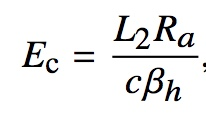 E_c = \frac{L_2 R_a}{c \beta_h},